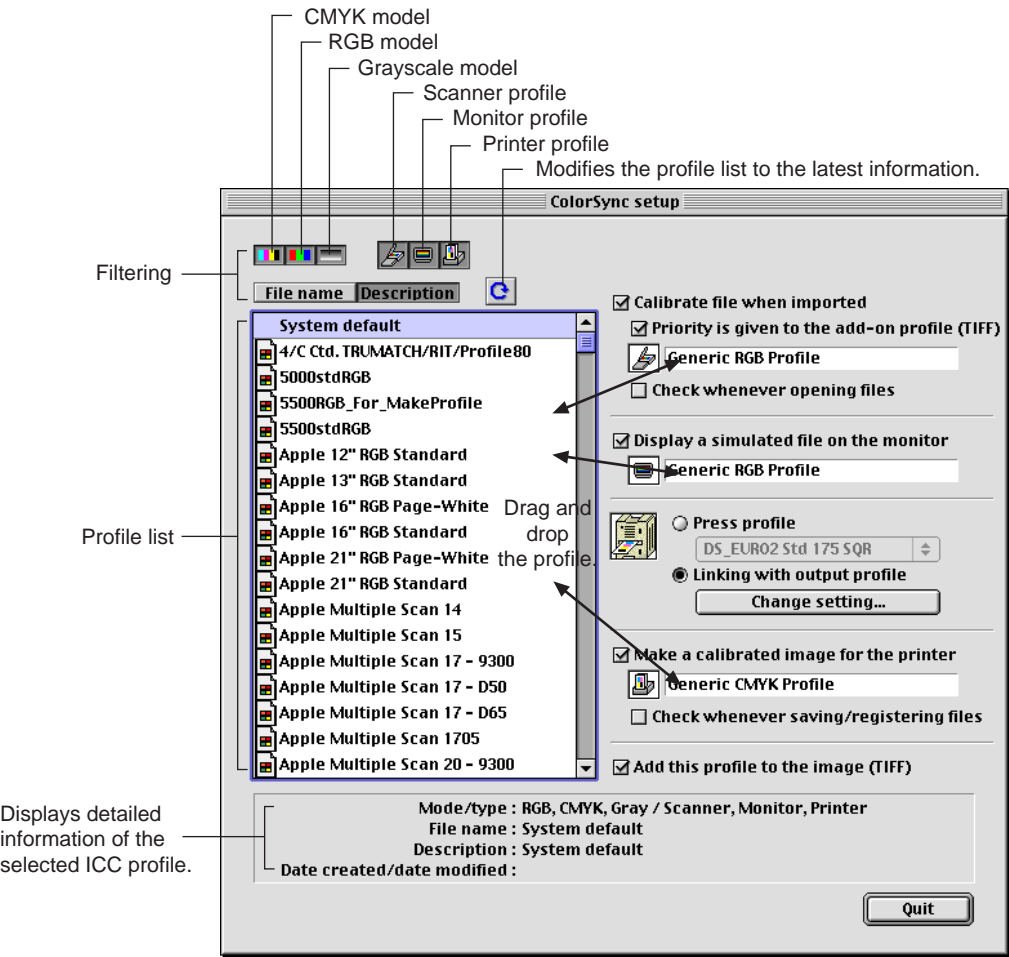 CMYK model
RGB model
Grayscale model
Scanner profile
Monitor profile
Printer profile
Modifies the profile list to the latest information.
ColorSync setup
Filtering
File name
Description
System default
4/C Ctd. TRUMATCH/RIT/Profile80
5000stdRGB
5500RGB_For_MakeProfile
5500stdRGB
Apple 12" RGB Standard
Apple 13" RGB Standard
Apple 16" RGB Page-White
Apple 16" RGB Standard
Apple 21" RGB Page-White
Apple 21" RGB Standard
Apple Multiple Scan 14
Apple Multiple Scan 15
Apple Multiple Scan 17 - 9300
Apple Multiple Scan 17 - D50
Apple Multiple Scan 17 - D65
Apple Multiple Scan 1705
Apple Multiple Scan 20 - 9300
Profile list
Drag and
drop
the profile.
Calibrate file when imported
Priority is given to the add-on profile (TIFF)
Generic RGB Profile
Check whenever opening files
Display a simulated file on the monitor
Generic RGB Profile
Press profile
DS_EURO2 Std 175 SQR
Linking with output profile
Change setting...
Make a calibrated image for the printer
Generic CMYK Profile
Check whenever saving/registering files
Add this profile to the image (TIFF)
Displays detailed
information of the
selected ICC profile.
Mode/type : RGB, CMYK, Gray / Scanner, Monitor, Printer
File name : System default
Description : System default
Date created/date modified :
Quit